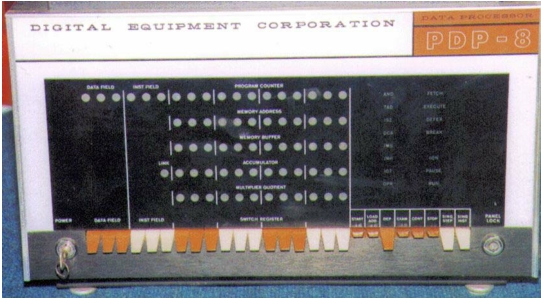 DIGITAL EQUIPMENT CORPORATION
DATA PROCESSOR
PDP-8
DATA FIELD INST FIELD PROGRAM COUNTER
MEMORY ADDRESS
MEMORY BUFFER
LINK ACCUMULATOR
MULTIPLIER QUOTIENT
AND FETCH
TAD EXECUTE
ISZ DEFER
DCA BREAK
JMS
JMP ION
IOT PAUSE
OPR RUN
POWER DATA FIELD INST FIELD SWITCH REGISTER
START LOAD ADD DEP EXAM CONT STOP SING STEP SING INST
PANEL LOCK